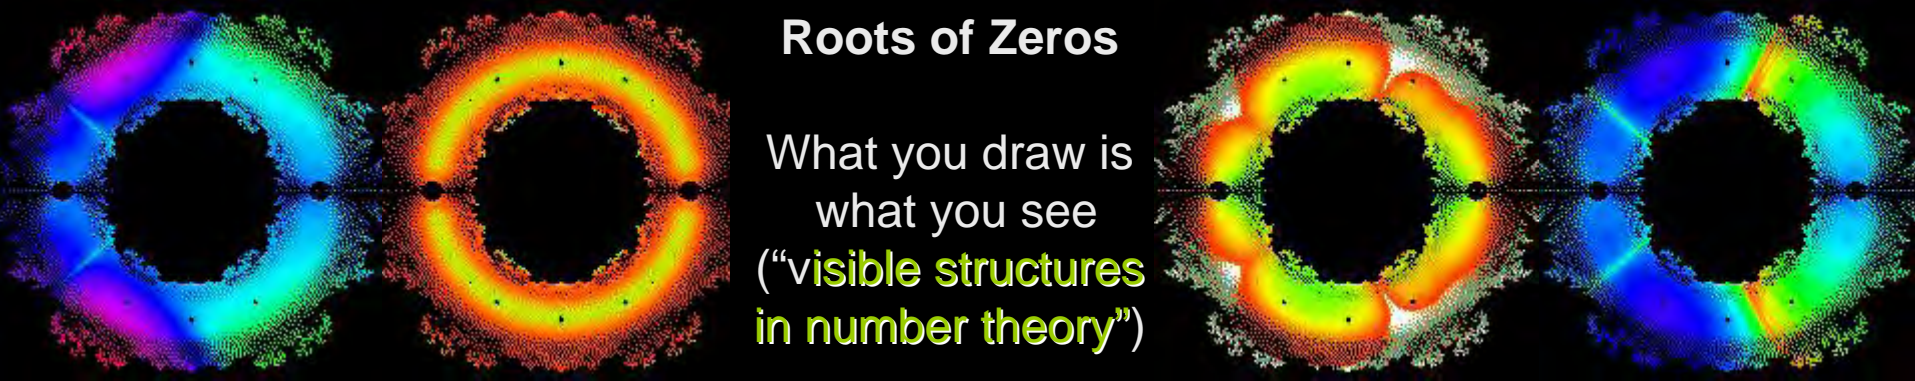 Roots of Zeros
What you draw is
what you see
(“visible structures
in number theory”)